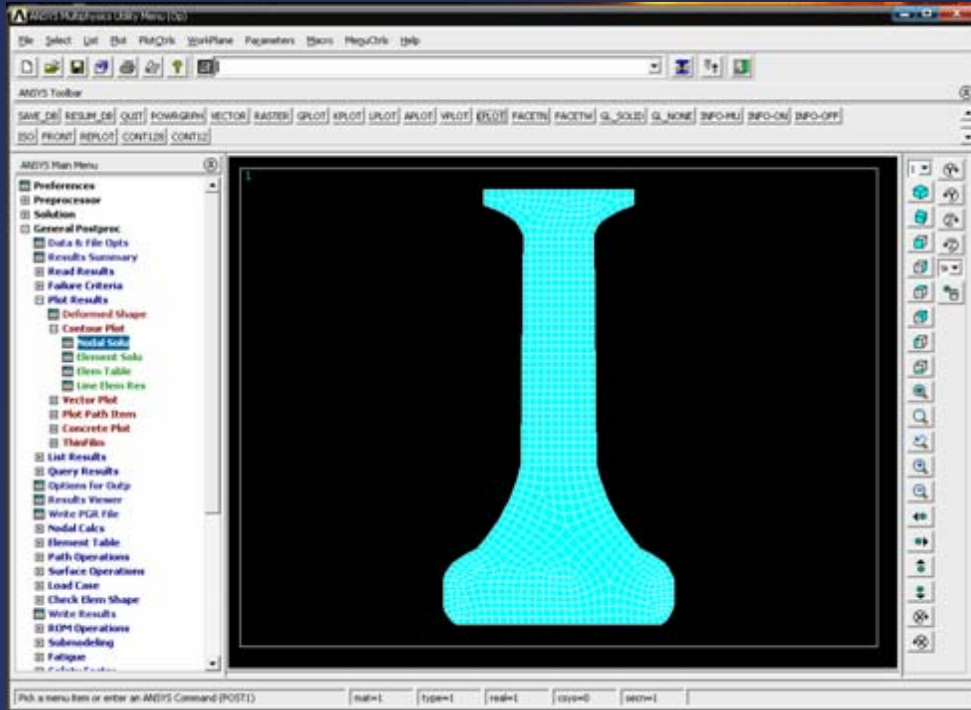 ANSYS Multiphysics Utility Menu (Op)
File Select List Plot PlotCtrls WorkPlane Parameters Macro MenuCtrls Help
ANSYS Toolbar
SAVE_DB RESUM_DB QUIT POWRGRPH VECTOR RASTER GPLOT KPLOT LPLOT APLOT VPLOT EPLOT FACETN FACETW GL_SOLID GL_NONE INFO-MU INFO-ON INFO-OFF
ISO FRONT REPLOT CONT128 CONT12
ANSYS Main Menu
Preferences
Preprocessor
Solution
General Postproc
Data & File Opts
Results Summary
Read Results
Failure Criteria
Plot Results
Deformed Shape
Contour Plot
Nodal Solu
Element Solu
Elem Table
Line Elem Res
Vector Plot
Plot Path Item
Concrete Plot
ThinFilm
List Results
Query Results
Options for Outp
Results Viewer
Write PGR File
Nodal Calcs
Element Table
Path Operations
Surface Operations
Load Case
Check Elem Shape
Write Results
ROM Operations
Submodeling
Fatigue
Safety Factor
1
1
Pick a menu item or enter an ANSYS Command (POST1)
mat=1
type=1
real=1
csys=0
secn=1